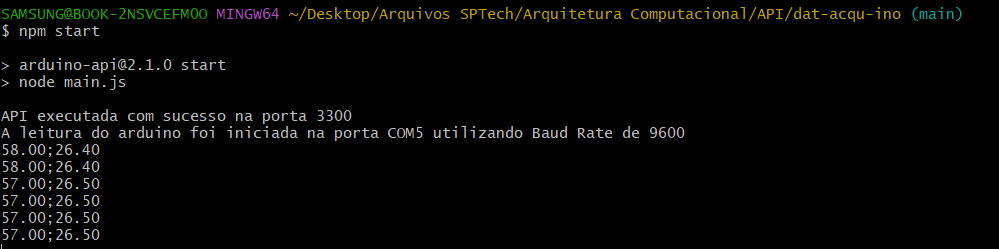 SAMSUNG@BOOK-2NSVCEFM0O MINGW64 ~/Desktop/Arquivos SPTech/Arquitetura Computacional/API/dat-acqu-ino (main)
$ npm start
> arduino-api@2.1.0 start
> node main.js
API executada com sucesso na porta 3300
A leitura do arduino foi iniciada na porta COM5 utilizando Baud Rate de 9600
58.00;26.40
58.00;26.40
57.00;26.50
57.00;26.50
57.00;26.50
57.00;26.50